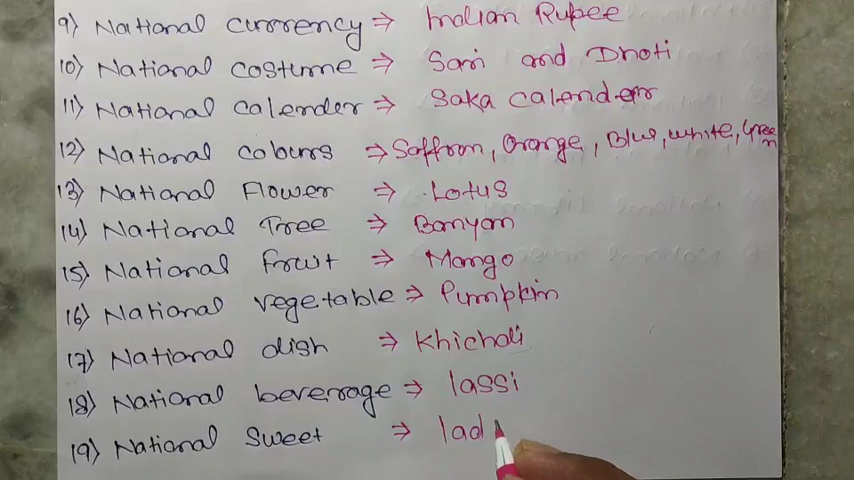 9) National currency ⇒ Indian Rupee
10) National costume ⇒ Sari and Dhoti
11) National calender ⇒ Saka calender
12) National colours ⇒ Saffron, Orange, Blue, white, Green
13) National Flower ⇒ Lotus
14) National Tree ⇒ Banyan
15) National fruit ⇒ Mango
16) National vegetable ⇒ Pumpkin
17) National dish ⇒ Khichdi
18) National beverage ⇒ lassi
19) National Sweet ⇒ lad